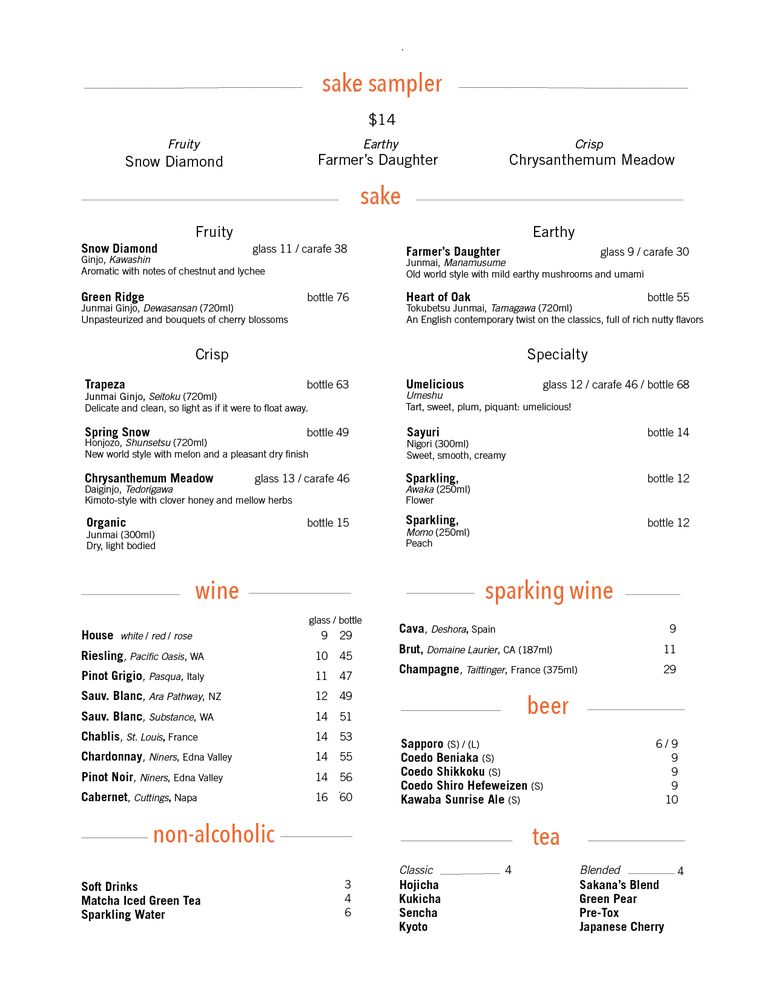 sake sampler
$14
Fruity
Snow Diamond
Earthy
Farmer's Daughter
Crisp
Chrysanthemum Meadow
sake
Fruity
Snow Diamond glass 11 / carafe 38
Ginjo, Kawashin
Aromatic with notes of chestnut and lychee
Green Ridge bottle 76
Junmai Ginjo, Dewasansan (720ml)
Unpasteurized and bouquets of cherry blossoms
Earthy
Farmer's Daughter glass 9 / carafe 30
Junmai, Manamusume
Old world style with mild earthy mushrooms and umami
Heart of Oak bottle 55
Tokubetsu Junmai, Tamagawa (720ml)
An English contemporary twist on the classics, full of rich nutty flavors
Crisp
Trapeza bottle 63
Junmai Ginjo, Seitoku (720ml)
Delicate and clean, so light as if it were to float away.
Spring Snow bottle 49
Honjozo, Shunsetsu (720ml)
New world style with melon and a pleasant dry finish
Chrysanthemum Meadow glass 13 / carafe 46
Daiginjo, Tedorigawa
Kimoto-style with clover honey and mellow herbs
Organic bottle 15
Junmai (300ml)
Dry, light bodied
Specialty
Umelicious glass 12 / carafe 46 / bottle 68
Umeshu
Tart, sweet, plum, piquant: umelicious!
Sayuri bottle 14
Nigori (300ml)
Sweet, smooth, creamy
Sparkling, bottle 12
Awaka (250ml)
Flower
Sparkling, bottle 12
Momo (250ml)
Peach
wine
glass / bottle
House white / red / rose 9 29
Riesling, Pacific Oasis, WA 10 45
Pinot Grigio, Pasqua, Italy 11 47
Sauv. Blanc, Ara Pathway, NZ 12 49
Sauv. Blanc, Substance, WA 14 51
Chablis, St. Louis, France 14 53
Chardonnay, Niners, Edna Valley 14 55
Pinot Noir, Niners, Edna Valley 14 56
Cabernet, Cuttings, Napa 16 60
sparking wine
Cava, Deshora, Spain 9
Brut, Domaine Laurier, CA (187ml) 11
Champagne, Taittinger, France (375ml) 29
beer
Sapporo (S) / (L) 6 / 9
Coedo Beniaka (S) 9
Coedo Shikkoku (S) 9
Coedo Shiro Hefeweizen (S) 9
Kawaba Sunrise Ale (S) 10
non-alcoholic
Soft Drinks 3
Matcha Iced Green Tea 4
Sparkling Water 6
tea
Classic 4
Hojicha
Kukicha
Sencha
Kyoto
Blended 4
Sakana's Blend
Green Pear
Pre-Tox
Japanese Cherry